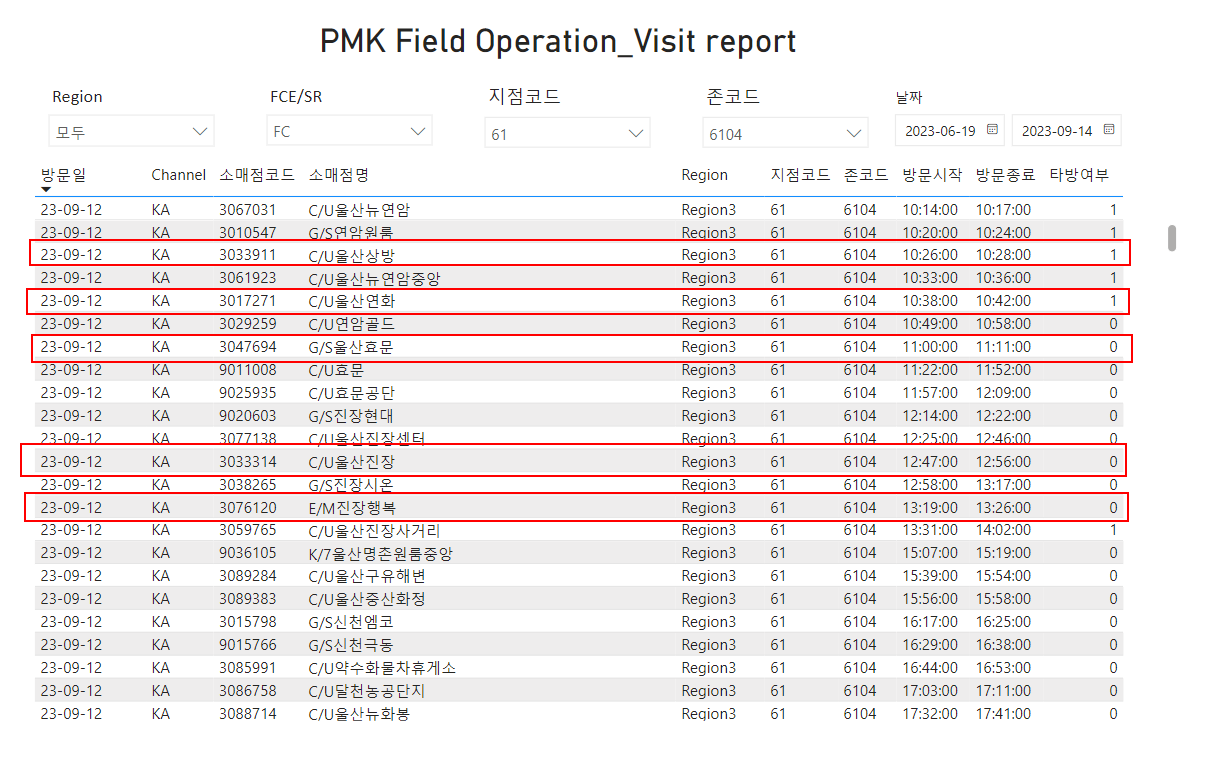 PMK Field Operation_Visit report
Region FCE/SR 지점코드 존코드 날짜
모두 FC 61 6104 2023-06-19 2023-09-14
방문일 Channel 소매점코드 소매점명 Region 지점코드 존코드 방문시작 방문종료 타방여부
23-09-12 KA 3067031 C/U울산뉴연암 Region3 61 6104 10:14:00 10:17:00 1
23-09-12 KA 3010547 G/S연암원룸 Region3 61 6104 10:20:00 10:24:00 1
23-09-12 KA 3033911 C/U울산상방 Region3 61 6104 10:26:00 10:28:00 1
23-09-12 KA 3061923 C/U울산뉴연암중앙 Region3 61 6104 10:33:00 10:36:00 1
23-09-12 KA 3017271 C/U울산연화 Region3 61 6104 10:38:00 10:42:00 1
23-09-12 KA 3029259 C/U연암골드 Region3 61 6104 10:49:00 10:58:00 0
23-09-12 KA 3047694 G/S울산효문 Region3 61 6104 11:00:00 11:11:00 0
23-09-12 KA 9011008 C/U효문 Region3 61 6104 11:22:00 11:52:00 0
23-09-12 KA 9025935 C/U효문공단 Region3 61 6104 11:57:00 12:09:00 0
23-09-12 KA 9020603 G/S진장현대 Region3 61 6104 12:14:00 12:22:00 0
23-09-12 KA 3077138 C/U울산진장센터 Region3 61 6104 12:25:00 12:46:00 0
23-09-12 KA 3033314 C/U울산진장 Region3 61 6104 12:47:00 12:56:00 0
23-09-12 KA 3038265 G/S진장시온 Region3 61 6104 12:58:00 13:17:00 0
23-09-12 KA 3076120 E/M진장행복 Region3 61 6104 13:19:00 13:26:00 0
23-09-12 KA 3059765 C/U울산진장사거리 Region3 61 6104 13:31:00 14:02:00 1
23-09-12 KA 9036105 K/7울산명촌원룸중앙 Region3 61 6104 15:07:00 15:19:00 0
23-09-12 KA 3089284 C/U울산구유해변 Region3 61 6104 15:39:00 15:54:00 0
23-09-12 KA 3089383 C/U울산중산화정 Region3 61 6104 15:56:00 15:58:00 0
23-09-12 KA 3015798 G/S신천엠코 Region3 61 6104 16:17:00 16:25:00 0
23-09-12 KA 9015766 G/S신천극동 Region3 61 6104 16:29:00 16:38:00 0
23-09-12 KA 3085991 C/U약수화물차휴게소 Region3 61 6104 16:44:00 16:53:00 0
23-09-12 KA 3086758 C/U달천농공단지 Region3 61 6104 17:03:00 17:11:00 0
23-09-12 KA 3088714 C/U울산뉴화봉 Region3 61 6104 17:32:00 17:41:00 0